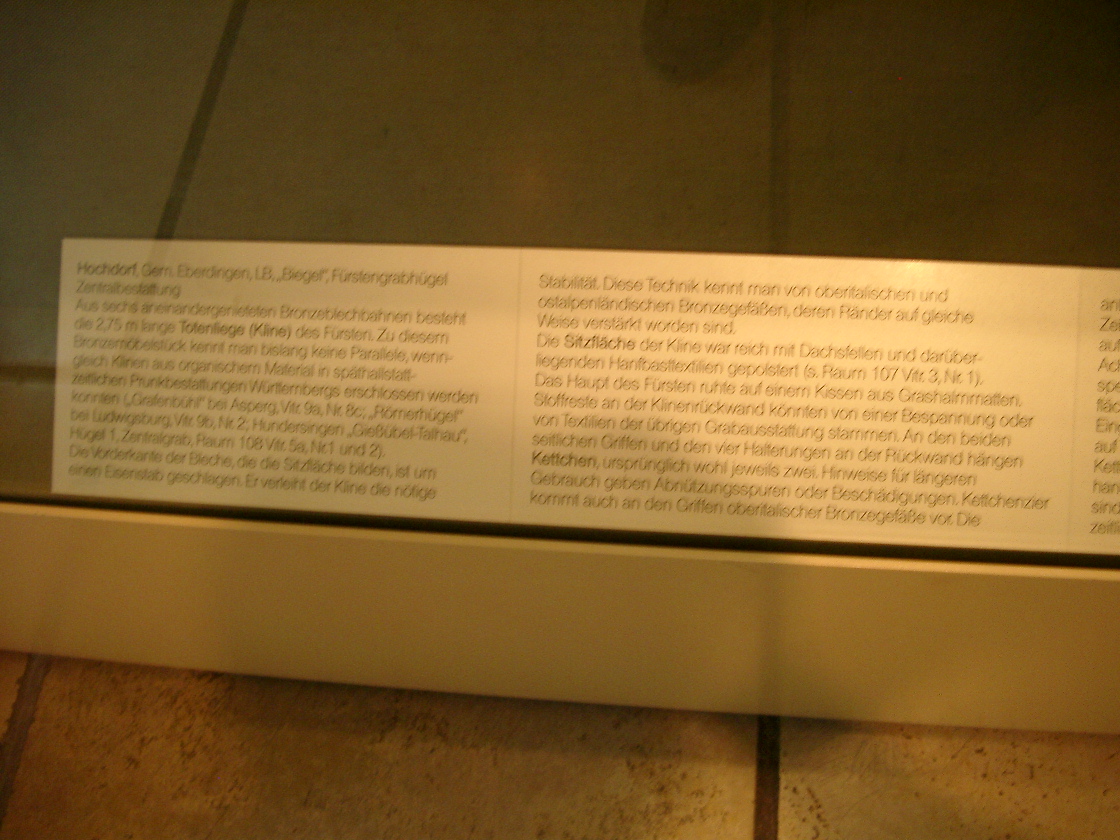 Hochdorf, Gem. Eberdingen, LB, „Biegel“, Fürstengrabhügel
Zentralbestattung
Aus sechs aneinandergenieteten Bronzeblechbahnen besteht
die 2,75 m lange Totenliege (Kline) des Fürsten. Zu diesem
Bronzemöbelstück kennt man bislang keine Parallele, wenn-
gleich Klinen aus organischem Material in späthallstatt-
zeitlichen Prunkbestattungen Württembergs erschlossen werden
konnten („Grafenbühl“ bei Asperg, Vitr. 9a, Nr. 8c; „Römerhügel“
bei Ludwigsburg, Vitr. 9b, Nr. 2; Hundersingen „Gießübel-Talhau“,
Hügel 1, Zentralgrab, Raum 108 Vitr. 5a, Nr.1 und 2).
Die Vorderkante der Bleche, die die Sitzfläche bilden, ist um
einen Eisenstab geschlagen. Er verleiht der Kline die nötige
Stabilität. Diese Technik kennt man von oberitalischen und
ostalpenländischen Bronzegefäßen, deren Ränder auf gleiche
Weise verstärkt worden sind.
Die Sitzfläche der Kline war reich mit Dachsfellen und darüber-
liegenden Hanfbasttextilien gepolstert (s. Raum 107 Vitr. 3, Nr. 1).
Das Haupt des Fürsten ruhte auf einem Kissen aus Grashalmmatten.
Stoffreste an der Klinenrückwand könnten von einer Bespannung oder
von Textilien der übrigen Grabausstattung stammen. An den beiden
seitlichen Griffen und den vier Halterungen an der Rückwand hängen
Kettchen, ursprünglich wohl jeweils zwei. Hinweise für längeren
Gebrauch geben Abnützungsspuren oder Beschädigungen. Kettchenzier
kommt auch an den Griffen oberitalischer Bronzegefäße vor. Die